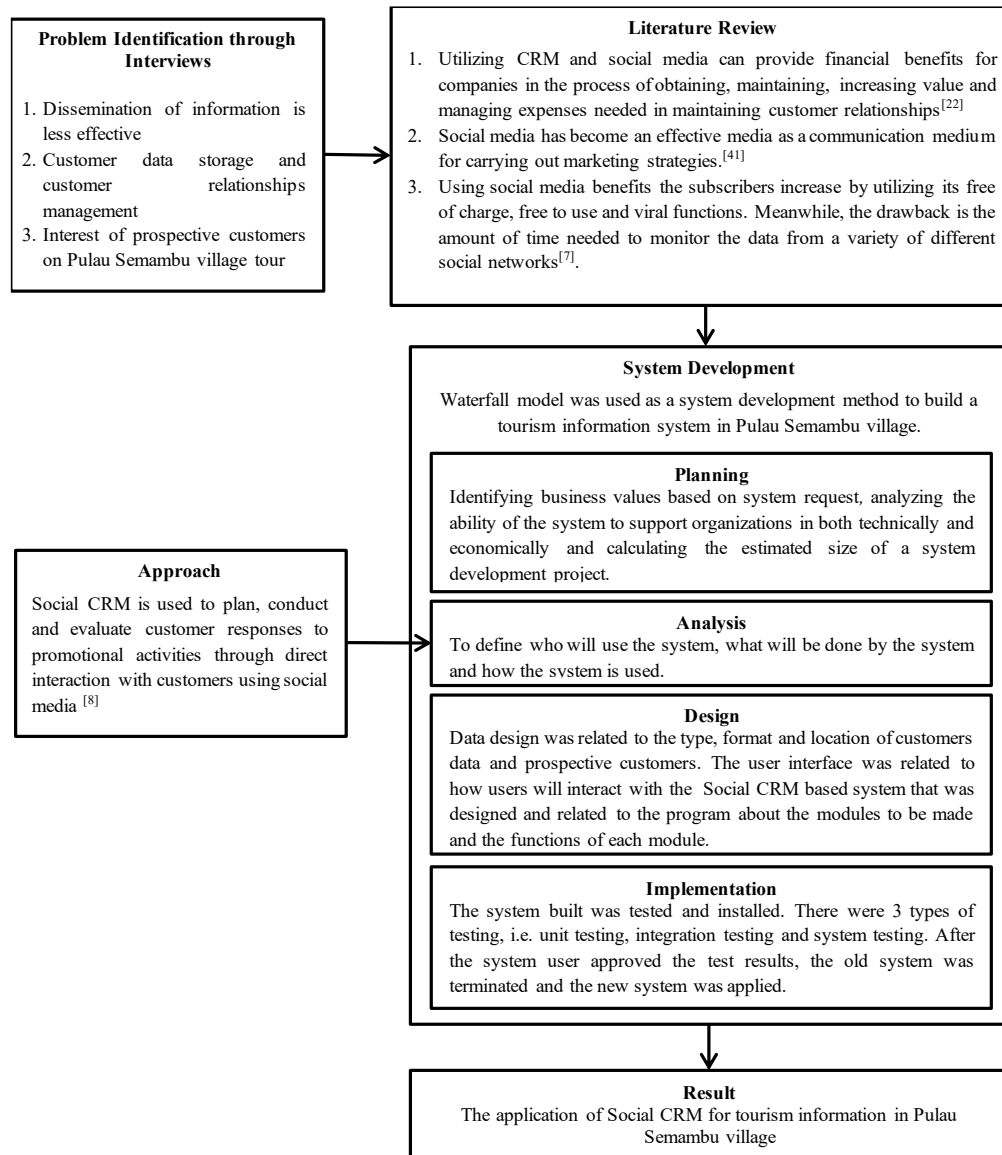 Problem Identification through
Interviews
1. Dissemination of information is
less effective
2. Customer data storage and
customer relationships
management
3. Interest of prospective customers
on Pulau Semambu village tour
Literature Review
1. Utilizing CRM and social media can provide financial benefits for
companies in the process of obtaining, maintaining, increasing value and
managing expenses needed in maintaining customer relationships[22]
2. Social media has become an effective media as a communication medium
for carrying out marketing strategies.[41]
3. Using social media benefits the subscribers increase by utilizing its free
of charge, free to use and viral functions. Meanwhile, the drawback is the
amount of time needed to monitor the data from a variety of different
social networks[7].
System Development
Waterfall model was used as a system development method to build a
tourism information system in Pulau Semambu village.
Planning
Identifying business values based on system request, analyzing the
ability of the system to support organizations in both technically and
economically and calculating the estimated size of a system
development project.
Approach
Social CRM is used to plan, conduct
and evaluate customer responses to
promotional activities through direct
interaction with customers using social
media [8]
Analysis
To define who will use the system, what will be done by the system
and how the system is used.
Design
Data design was related to the type, format and location of customers
data and prospective customers. The user interface was related to
how users will interact with the Social CRM based system that was
designed and related to the program about the modules to be made
and the functions of each module.
Implementation
The system built was tested and installed. There were 3 types of
testing, i.e. unit testing, integration testing and system testing. After
the system user approved the test results, the old system was
terminated and the new system was applied.
Result
The application of Social CRM for tourism information in Pulau
Semambu village